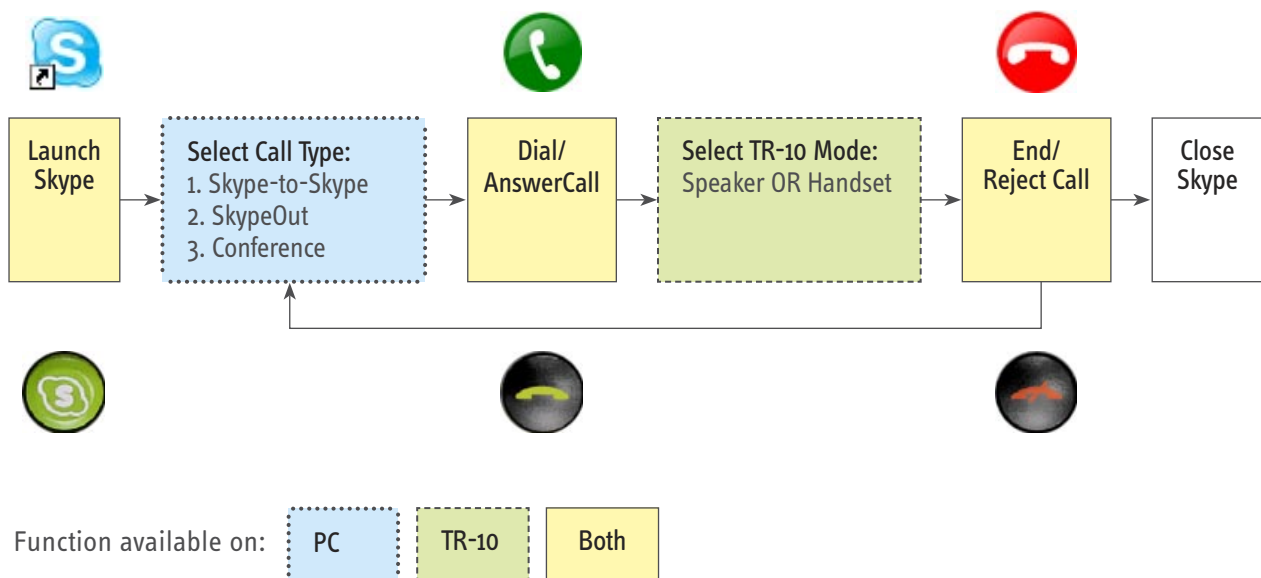 Launch
Skype
Select Call Type:
1. Skype-to-Skype
2. SkypeOut
3. Conference
Dial/
AnswerCall
Select TR-10 Mode:
Speaker OR Handset
End/
Reject Call
Close
Skype
Function available on:
PC
TR-10
Both